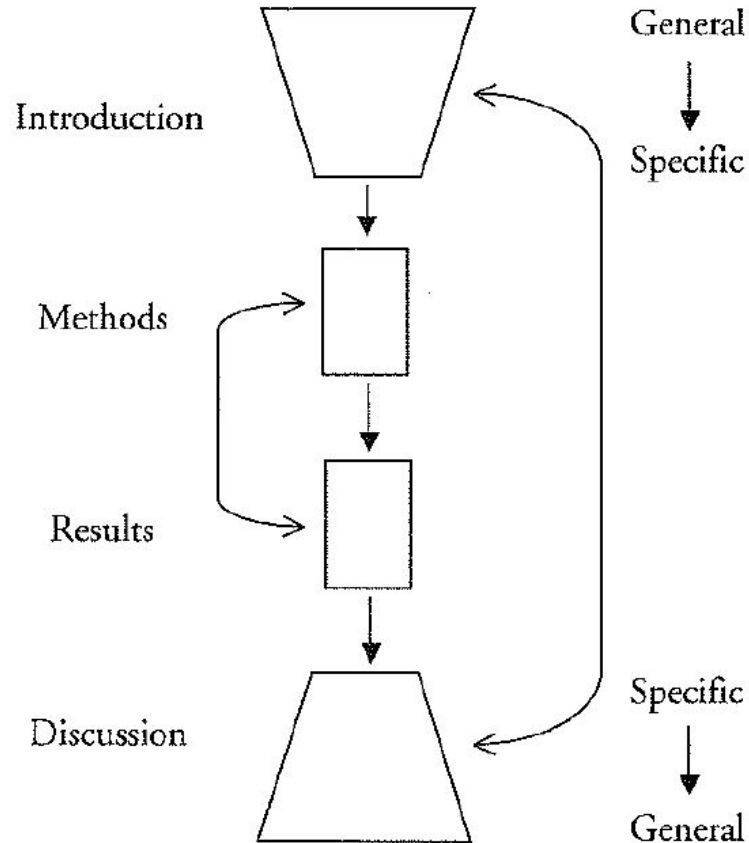 General
Introduction
Specific
Methods
Results
Specific
Discussion
General